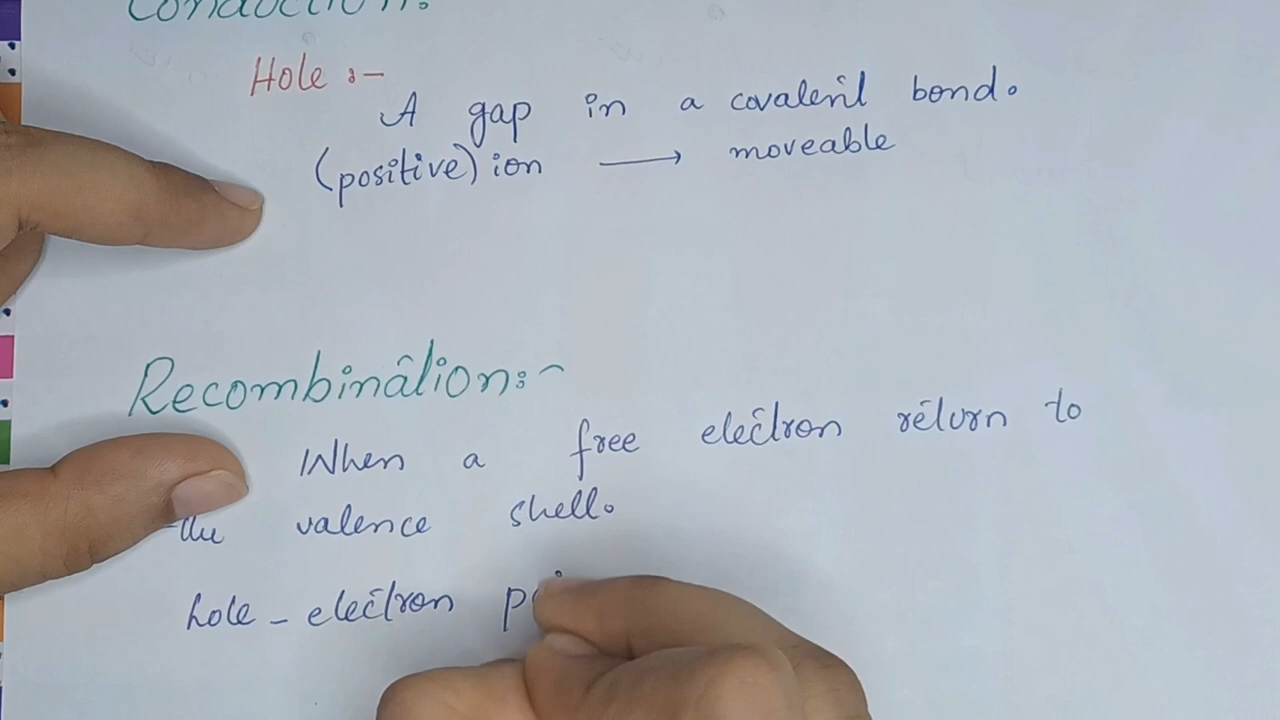 Conduction:
Hole :-
A gap in a covalent bond.
(positive) ion → moveable
Recombination:-
When a free electron return to
the valence shell.
hole - electron